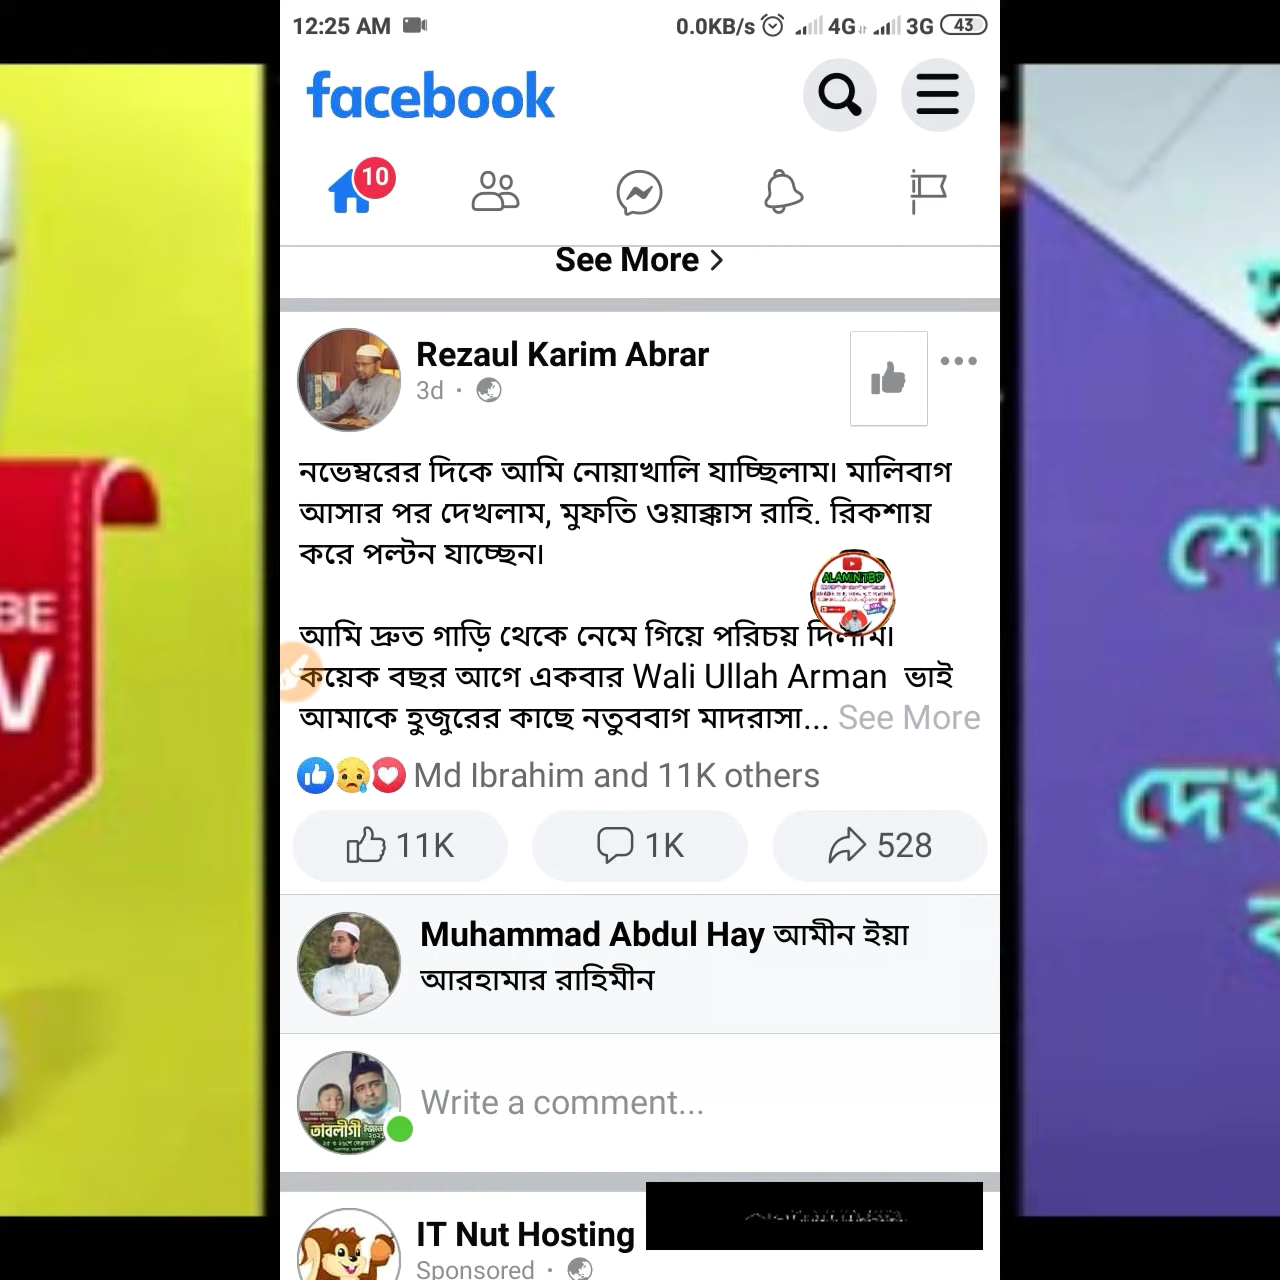 12:25 AM 0.0KB/s 4G 3G 43
facebook
10
See More >
Rezaul Karim Abrar
3d ·
নভেম্বরের দিকে আমি নোয়াখালি যাচ্ছিলাম। মালিবাগ
আসার পর দেখলাম, মুফতি ওয়াক্কাস রাহি. রিকশায়
করে পল্টন যাচ্ছেন।
ALAMINITBD
আমি দ্রুত গাড়ি থেকে নেমে গিয়ে পরিচয় দিলাম।
কয়েক বছর আগে একবার Wali Ullah Arman ভাই
আমাকে হুজুরের কাছে নতুববাগ মাদরাসা... See More
Md Ibrahim and 11K others
11K 1K 528
Muhammad Abdul Hay আমীন ইয়া
আরহামার রাহিমীন
Write a comment...
তাবলীগী
IT Nut Hosting
Sponsored ·
BE
W
শে
দেখ